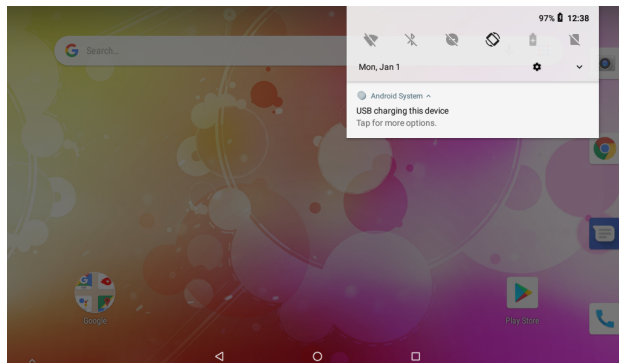 97% 12:38
G Search...
Mon, Jan 1
Android System
USB charging this device
Tap for more options.
G
Google
Play Store